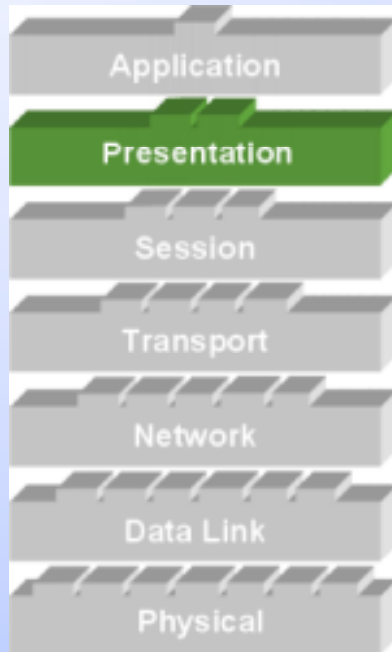 Application
Presentation
Session
Transport
Network
Data Link
Physical